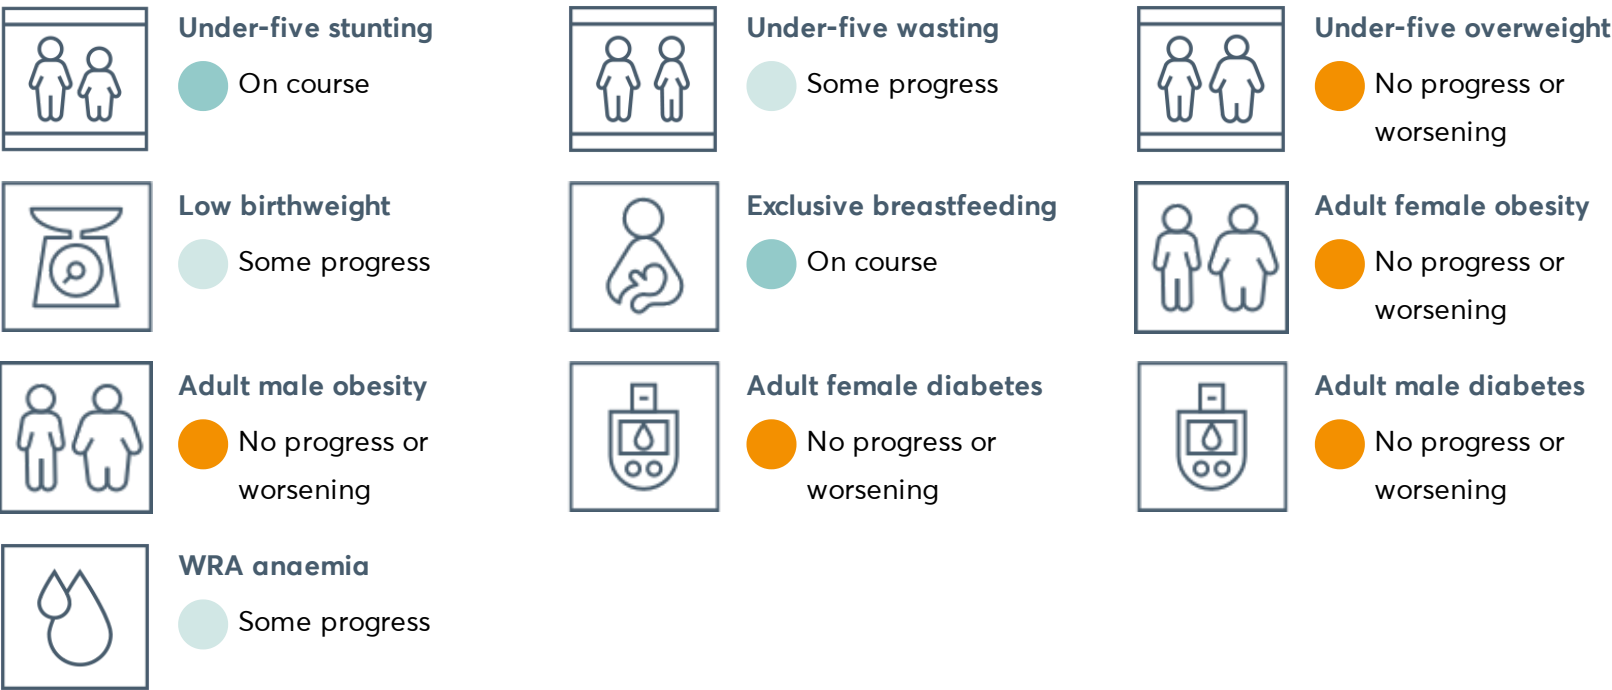 Under-five stunting
On course
Under-five wasting
Some progress
Under-five overweight
No progress or
worsening
Low birthweight
Some progress
Exclusive breastfeeding
On course
Adult female obesity
No progress or
worsening
Adult male obesity
No progress or
worsening
Adult female diabetes
No progress or
worsening
Adult male diabetes
No progress or
worsening
WRA anaemia
Some progress